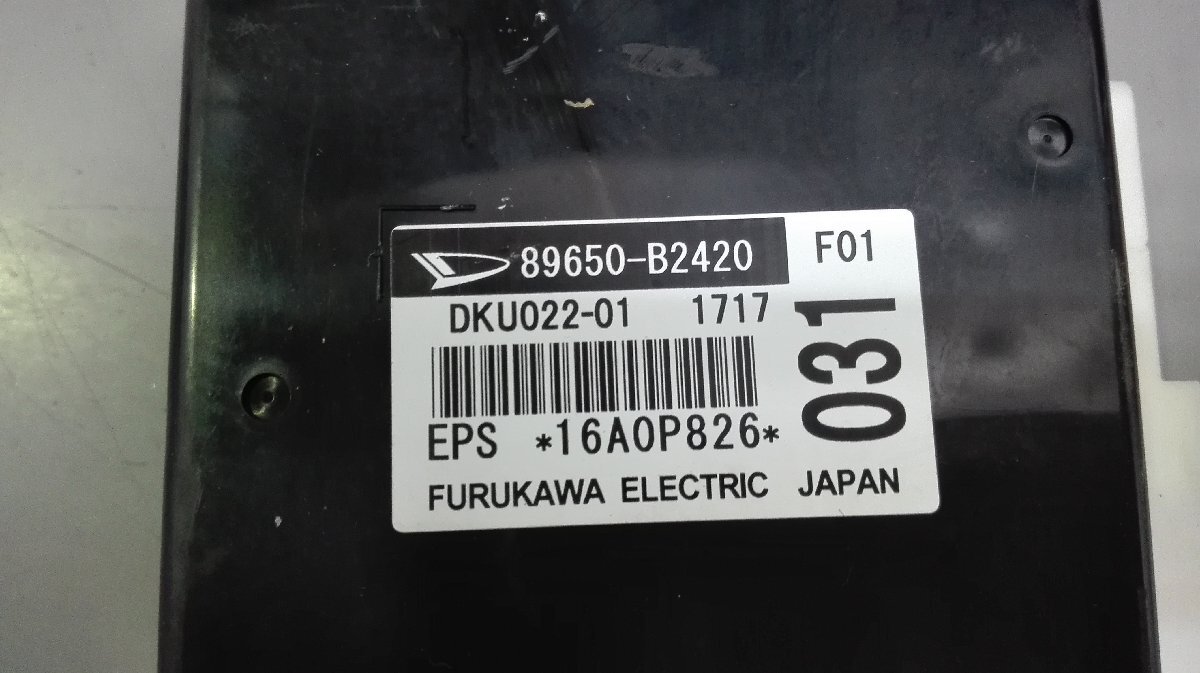 89650-B2420 F01
DKU022-01 1717
031
EPS *16A0P826*
FURUKAWA ELECTRIC JAPAN